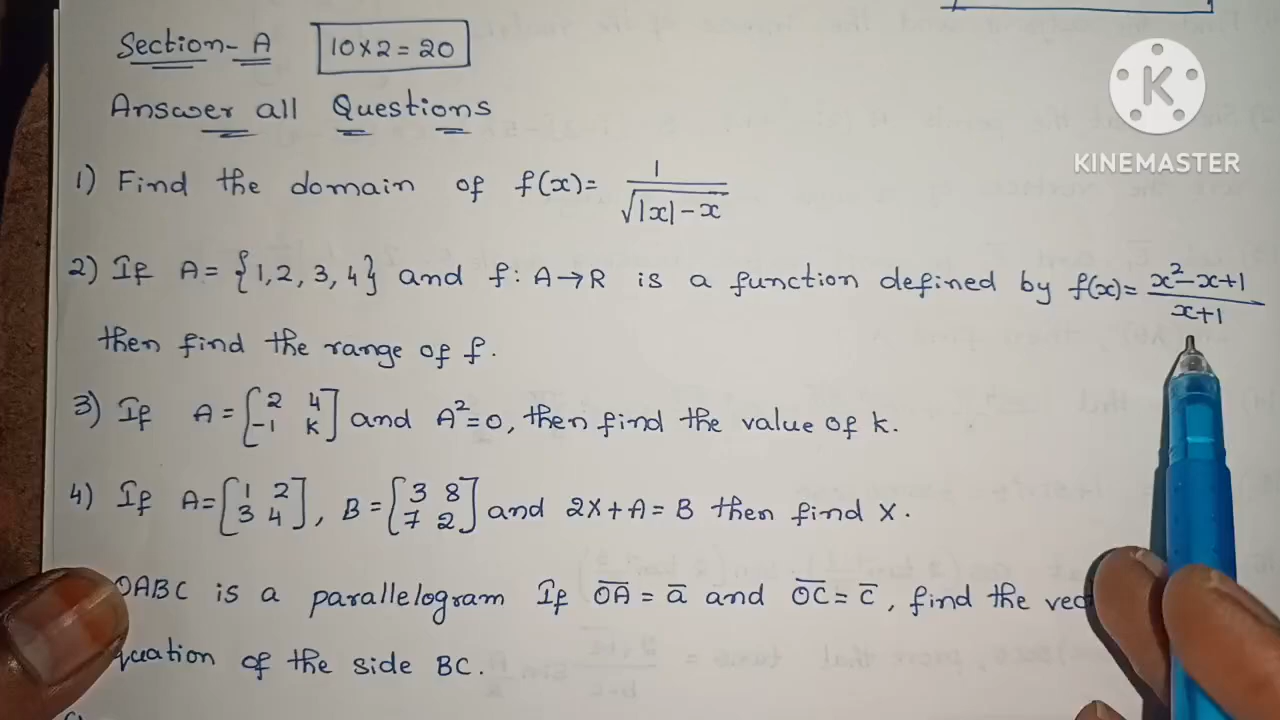 Section- A 10×2=20
Answer all Questions
KINEMASTER
1) Find the domain of f(x)= 1/√(|x|-x)
2) If A= {1,2,3,4} and f: A→R is a function defined by f(x)= (x²-x+1)/(x+1)
then find the range of f.
3) If A= [2 4; -1 k] and A²=0, then find the value of k.
4) If A=[1 2; 3 4], B=[3 8; 7 2] and 2X+A=B then find X.
OABC is a parallelogram If O̅A̅=a̅ and O̅C̅=c̅, find the
quation of the side BC.